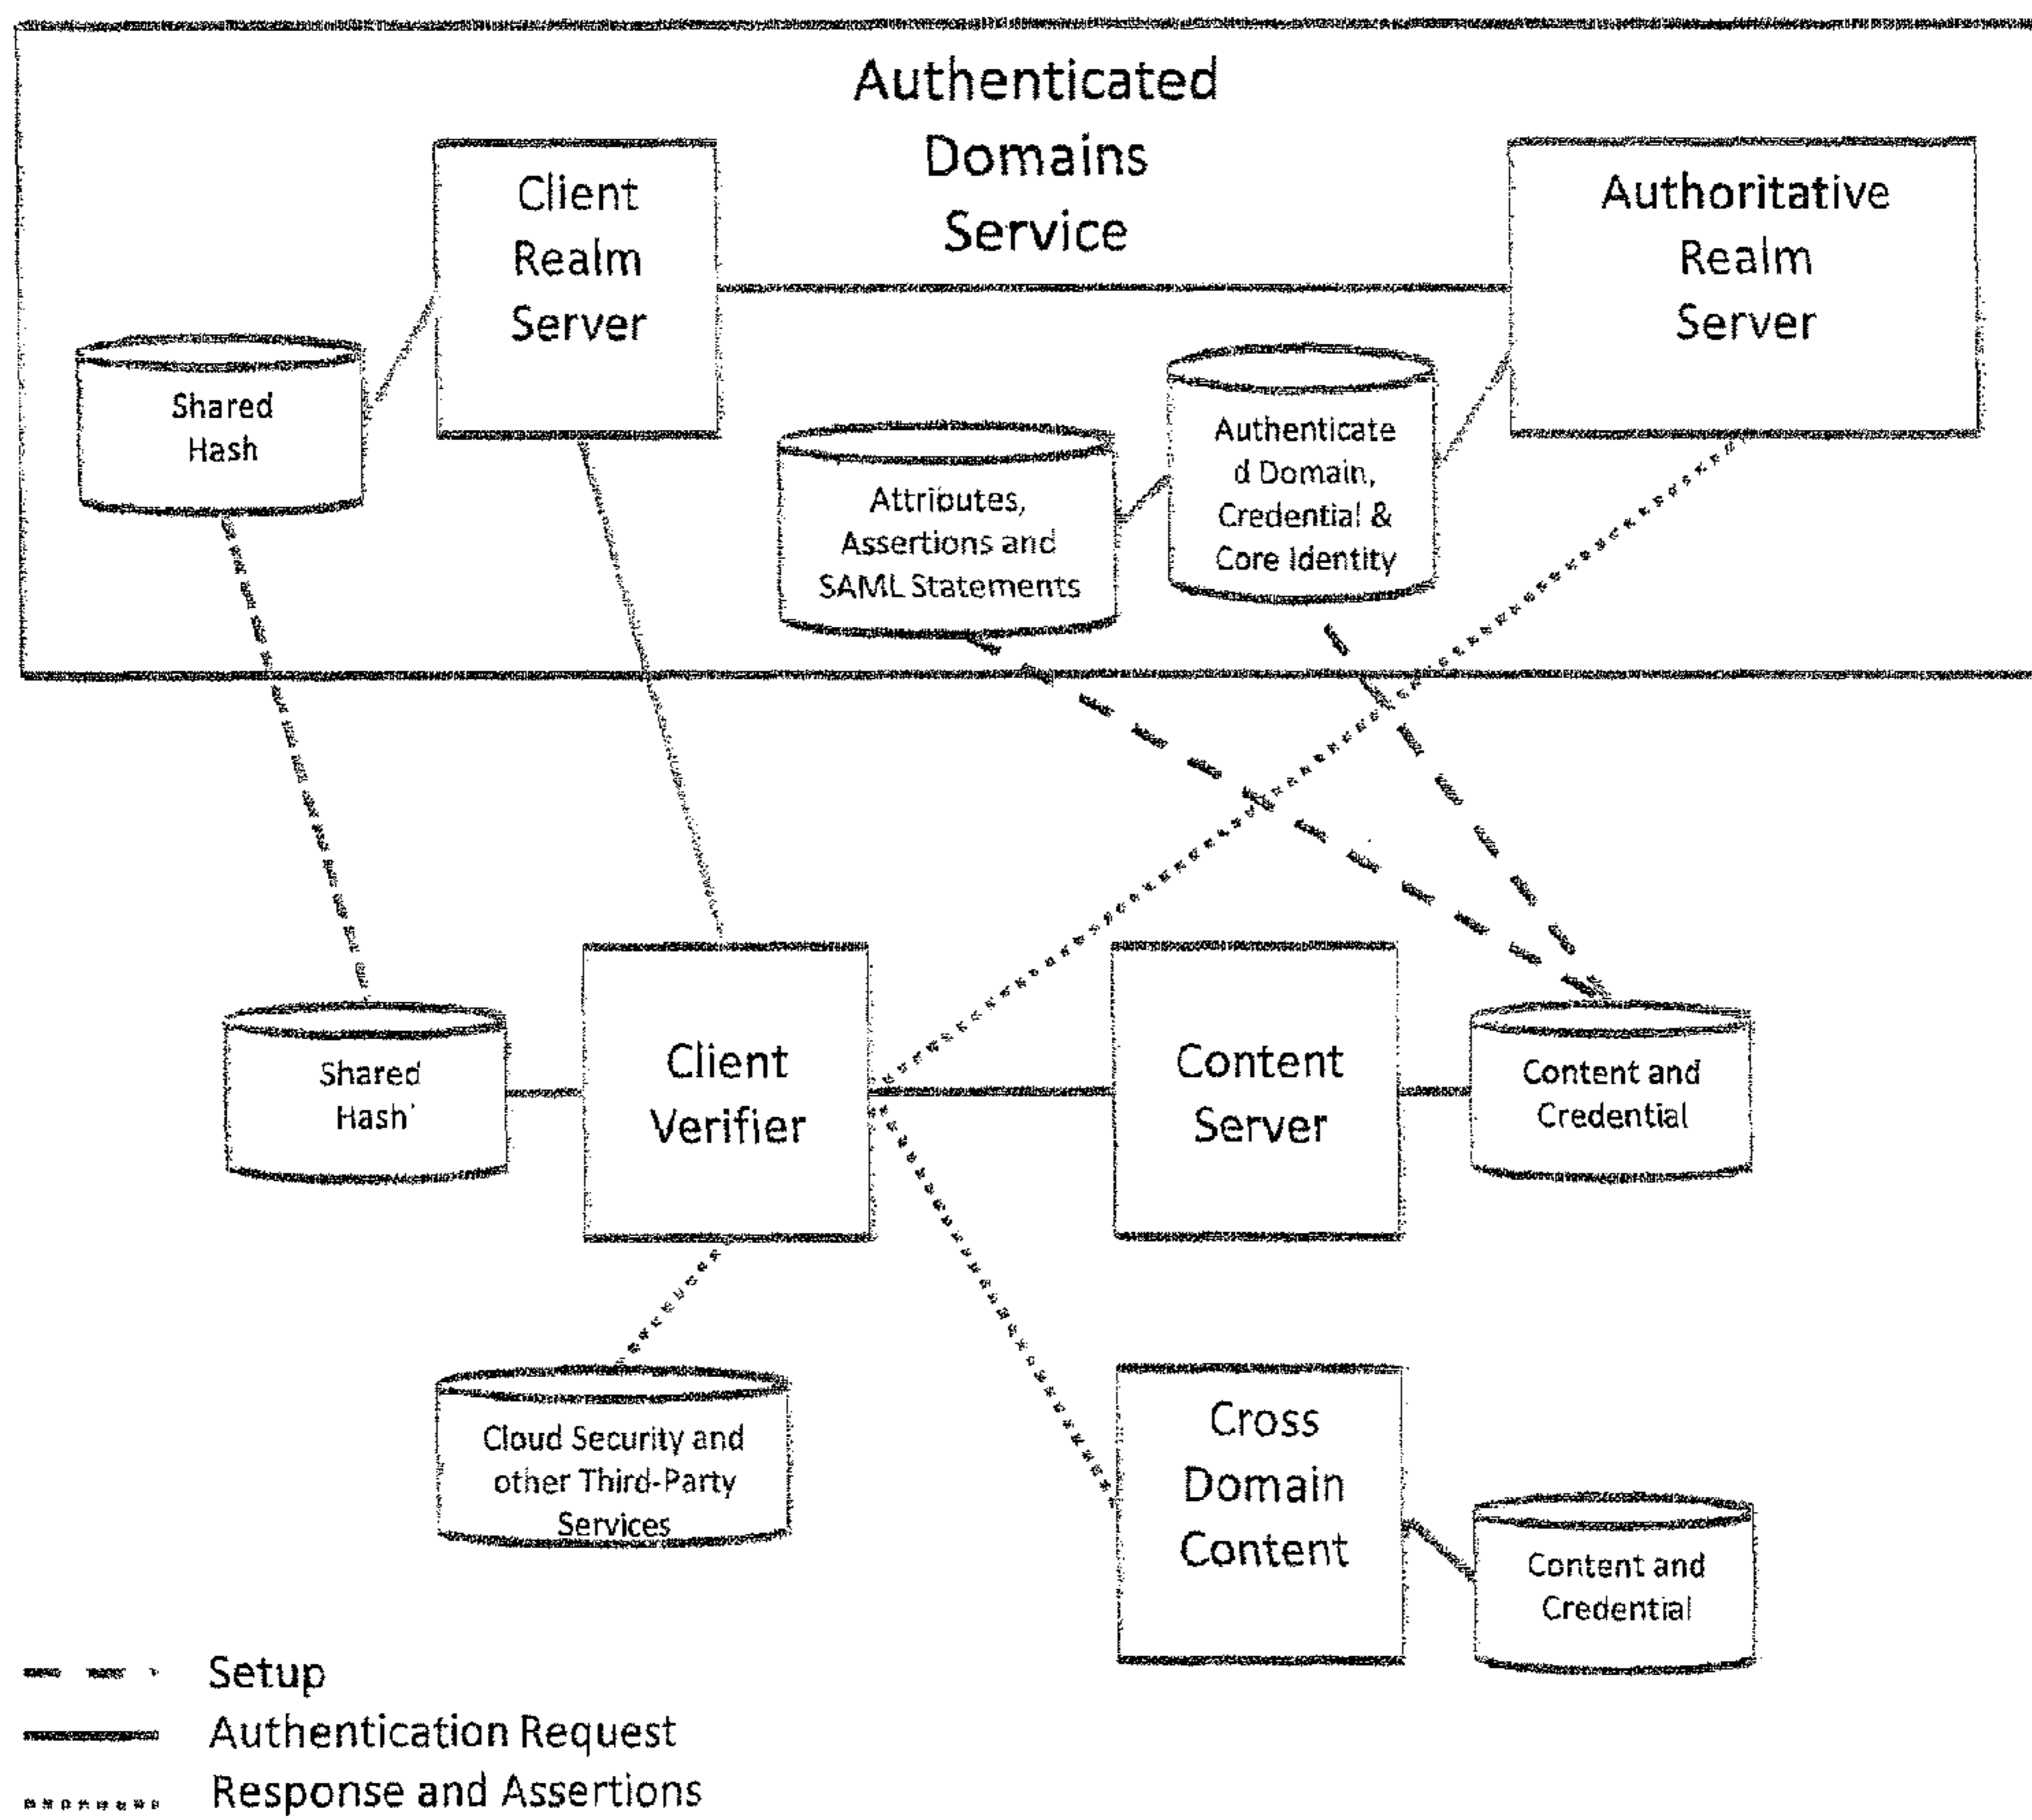 Authenticated
Domains
Service
Client
Realm
Server
Authoritative
Realm
Server
Shared
Hash
Attributes,
Assertions and
SAML Statements
Authenticate
d Domain,
Credential &
Core Identity
Shared
Hash'
Client
Verifier
Content
Server
Content and
Credential
Cloud Security and
other Third-Party
Services
Cross
Domain
Content
Content and
Credential
Setup
Authentication Request
Response and Assertions